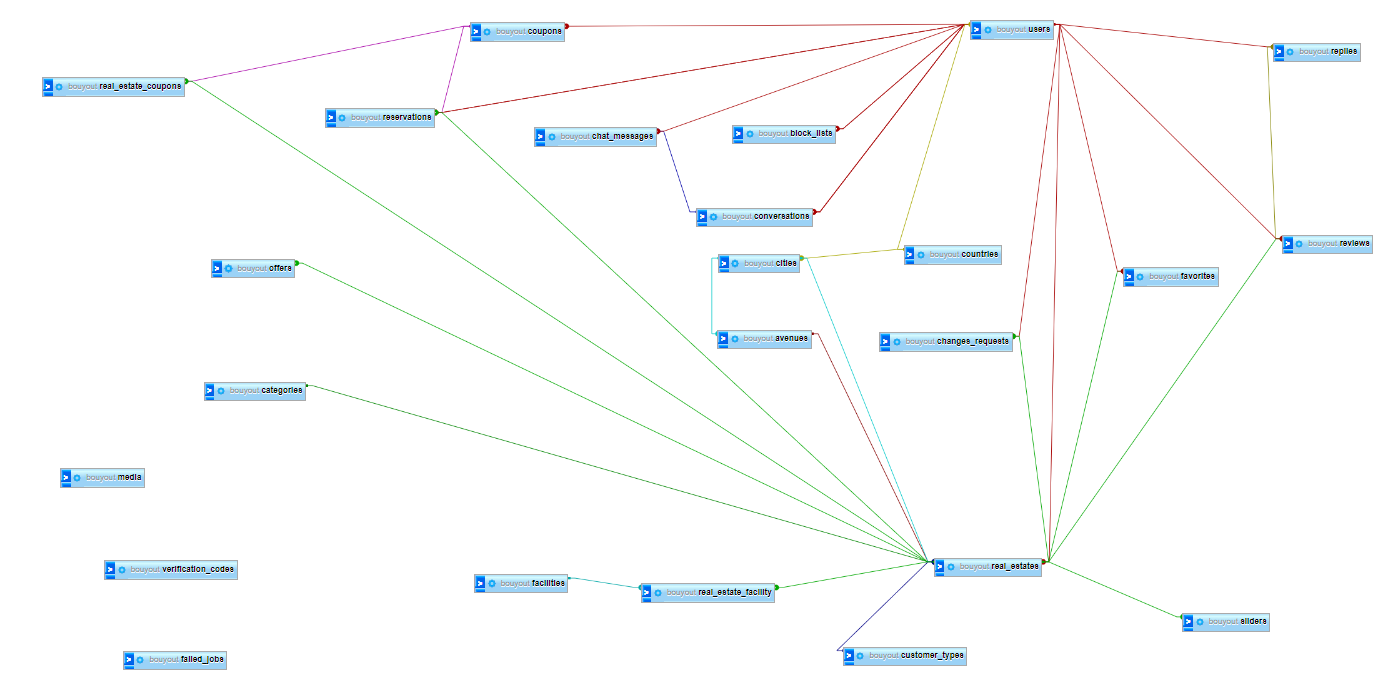 bouyout coupons
bouyout users
bouyout replies
bouyout real_estate_coupons
bouyout reservations
bouyout chat_messages
bouyout block_lists
bouyout conversations
bouyout reviews
bouyout countries
bouyout cities
bouyout offers
bouyout favorites
bouyout avenues
bouyout changes_requests
bouyout categories
bouyout media
bouyout real_estates
bouyout verification_codes
bouyout facilities
bouyout real_estate_facility
bouyout sliders
bouyout customer_types
bouyout failed_jobs